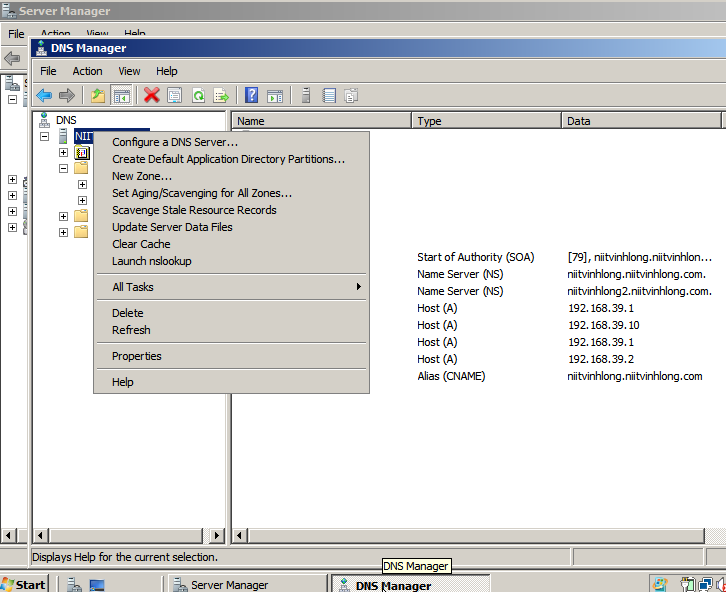 Server Manager
File Action View Help
DNS Manager
File Action View Help
DNS
Name Type Data
NIIT
Configure a DNS Server...
Create Default Application Directory Partitions...
New Zone...
Set Aging/Scavenging for All Zones...
Scavenge Stale Resource Records
Update Server Data Files
Clear Cache
Launch nslookup
All Tasks
Delete
Refresh
Properties
Help
Start of Authority (SOA) [79], niitvinhlong.niitvinhlon...
Name Server (NS) niitvinhlong.niitvinhlong.com.
Name Server (NS) niitvinhlong2.niitvinhlong.com.
Host (A) 192.168.39.1
Host (A) 192.168.39.10
Host (A) 192.168.39.1
Host (A) 192.168.39.2
Alias (CNAME) niitvinhlong.niitvinhlong.com
Displays Help for the current selection.
DNS Manager
Start Server Manager DNS Manager